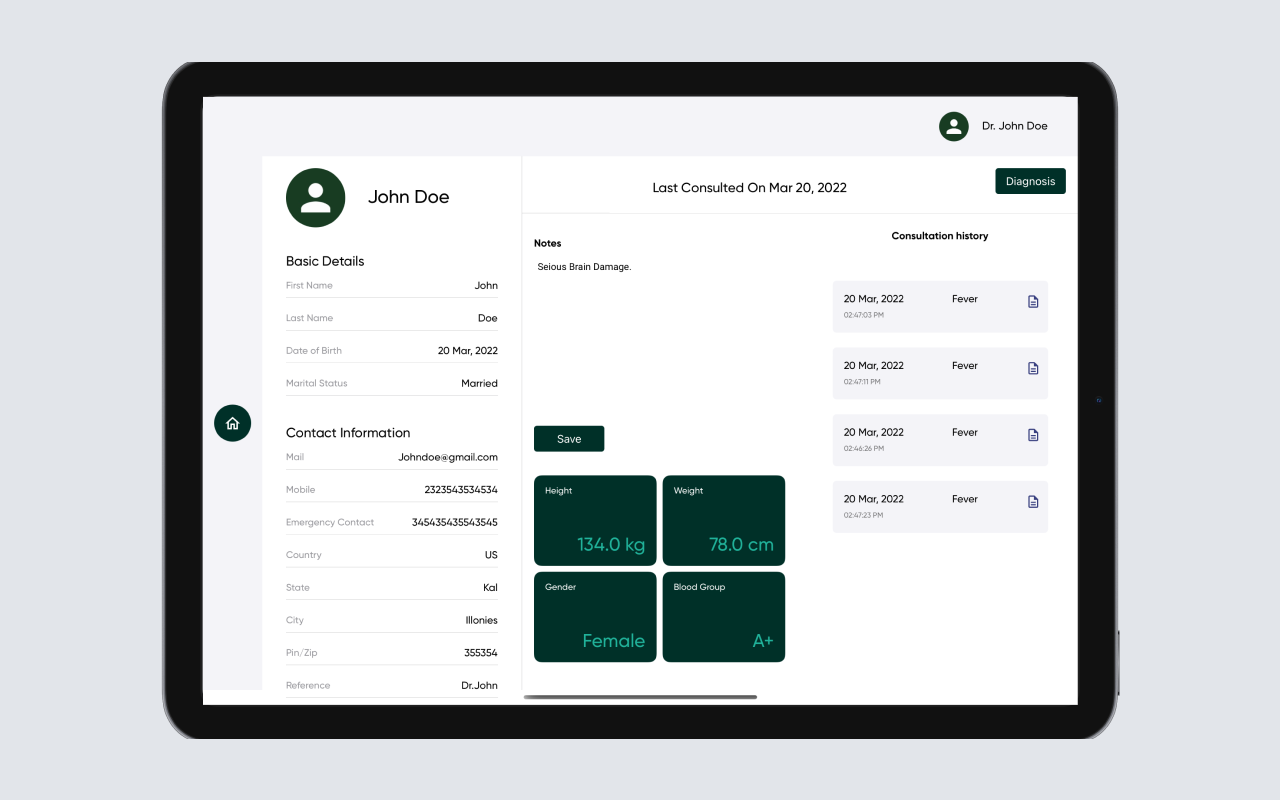 Dr. John Doe
John Doe
Basic Details
First Name John
Last Name Doe
Date of Birth 20 Mar, 2022
Marital Status Married
Contact Information
Mail Johndoe@gmail.com
Mobile 2323543534534
Emergency Contact 345435435543545
Country US
State Kal
City Illonies
Pin/Zip 355354
Reference Dr.John
Last Consulted On Mar 20, 2022
Diagnosis
Notes
Seious Brain Damage.
Save
Height
134.0 kg
Weight
78.0 cm
Gender
Female
Blood Group
A+
Consultation history
20 Mar, 2022 Fever
02:47:03 PM
20 Mar, 2022 Fever
02:47:11 PM
20 Mar, 2022 Fever
02:46:26 PM
20 Mar, 2022 Fever
02:47:23 PM